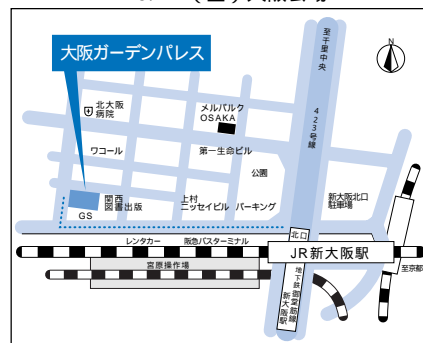 大阪ガーデンパレス
至千里中央
423号線
北大阪
病院
メルパルク
OSAKA
ワコール
第一生命ビル
公園
関西
図書出版
GS
上村
ニッセイビル
パーキング
新大阪北口
駐車場
北口
レンタカー
阪急バスターミナル
JR新大阪駅
宮原操作場
地下鉄御堂筋線
新大阪駅
至京都